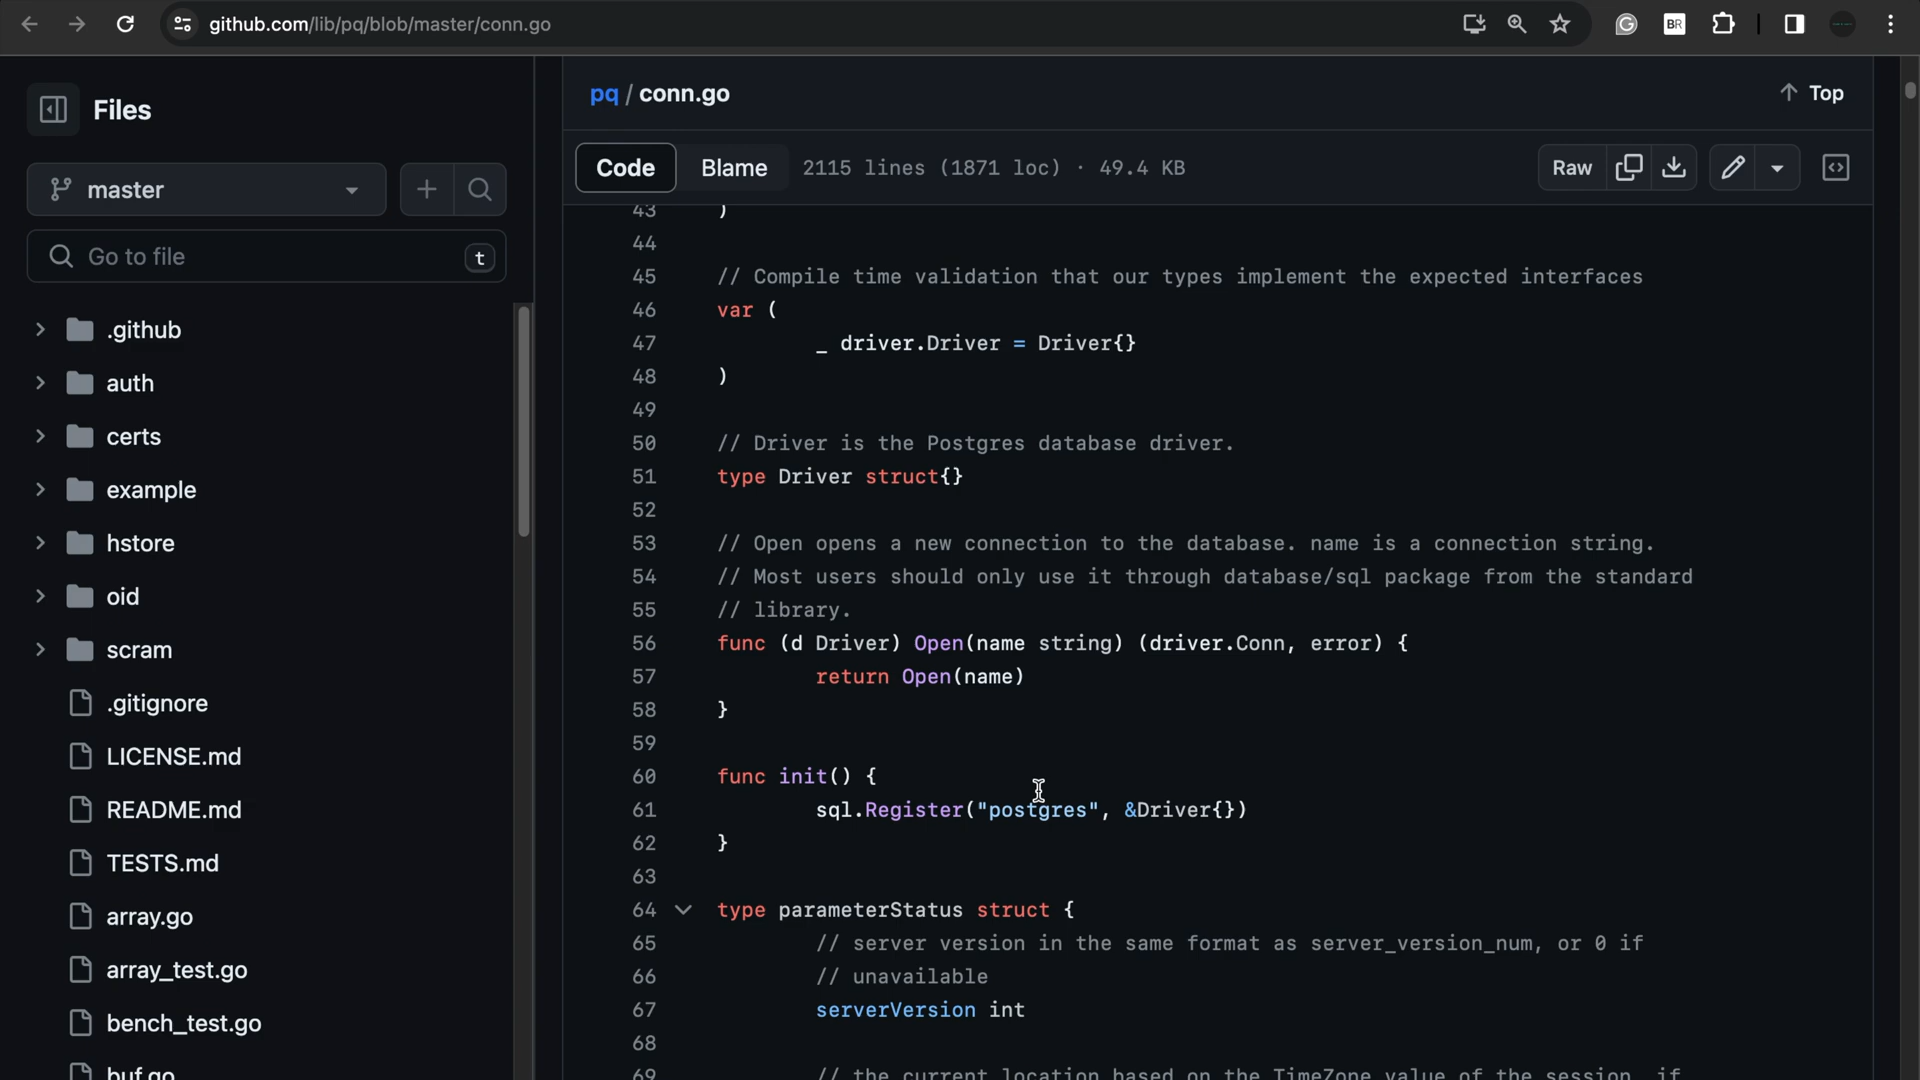 github.com/lib/pq/blob/master/conn.go
BR
Files
master
Go to file
t
.github
auth
certs
example
hstore
oid
scram
.gitignore
LICENSE.md
README.md
TESTS.md
array.go
array_test.go
bench_test.go
buf.go
pq / conn.go
Top
Code
Blame
2115 lines (1871 loc) · 49.4 KB
Raw
43 )
44
45 // Compile time validation that our types implement the expected interfaces
46 var (
47 _ driver.Driver = Driver{}
48 )
49
50 // Driver is the Postgres database driver.
51 type Driver struct{}
52
53 // Open opens a new connection to the database. name is a connection string.
54 // Most users should only use it through database/sql package from the standard
55 // library.
56 func (d Driver) Open(name string) (driver.Conn, error) {
57 return Open(name)
58 }
59
60 func init() {
61 sql.Register("postgres", &Driver{})
62 }
63
64 type parameterStatus struct {
65 // server version in the same format as server_version_num, or 0 if
66 // unavailable
67 serverVersion int
68
69 // the current location based on the TimeZone value of the session, if